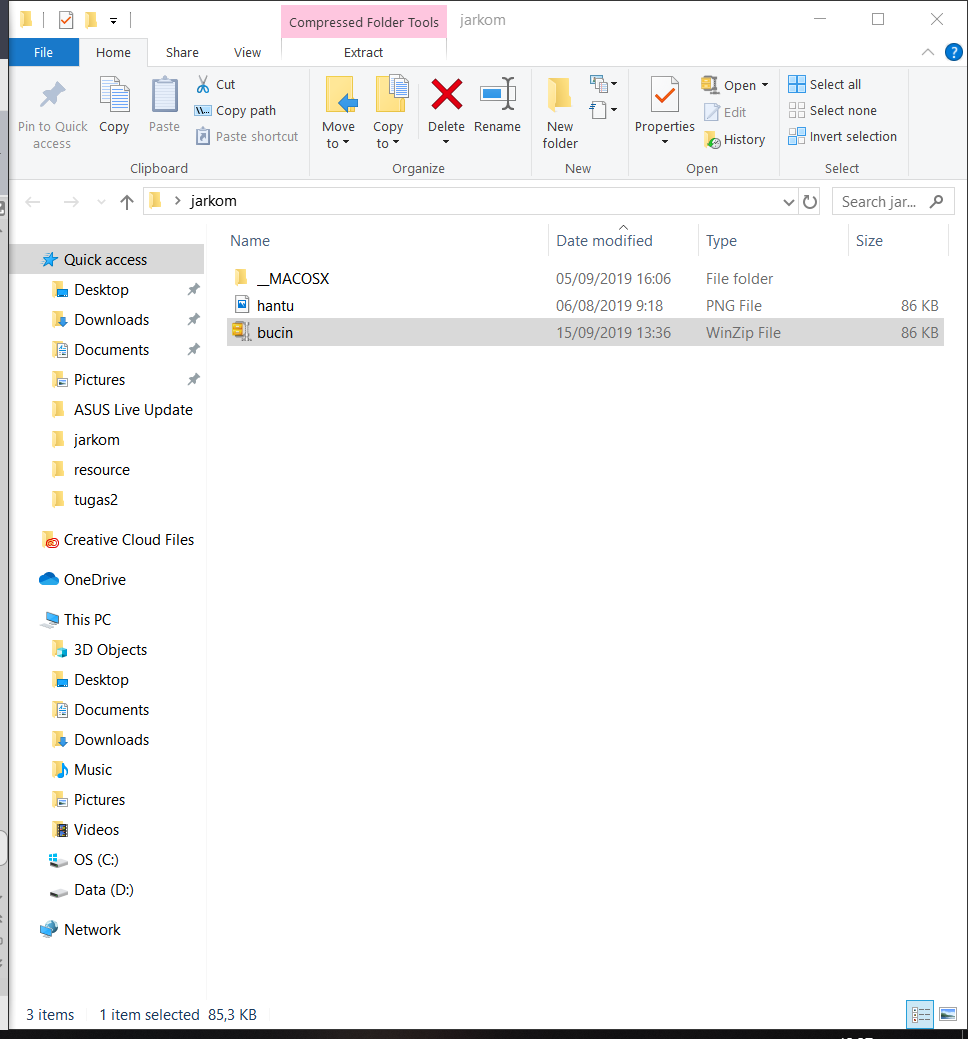 Compressed Folder Tools
jarkom
File
Home
Share
View
Extract
Pin to Quick
access
Copy
Paste
Cut
Copy path
Paste shortcut
Clipboard
Move
to
Copy
to
Delete
Rename
Organize
New
folder
New
Properties
Open
Edit
History
Open
Select all
Select none
Invert selection
Select
jarkom
Search jar...
Name
Date modified
Type
Size
__MACOSX
05/09/2019 16:06
File folder
hantu
06/08/2019 9:18
PNG File
86 KB
bucin
15/09/2019 13:36
WinZip File
86 KB
Quick access
Desktop
Downloads
Documents
Pictures
ASUS Live Update
jarkom
resource
tugas2
Creative Cloud Files
OneDrive
This PC
3D Objects
Desktop
Documents
Downloads
Music
Pictures
Videos
OS (C:)
Data (D:)
Network
3 items
1 item selected 85,3 KB